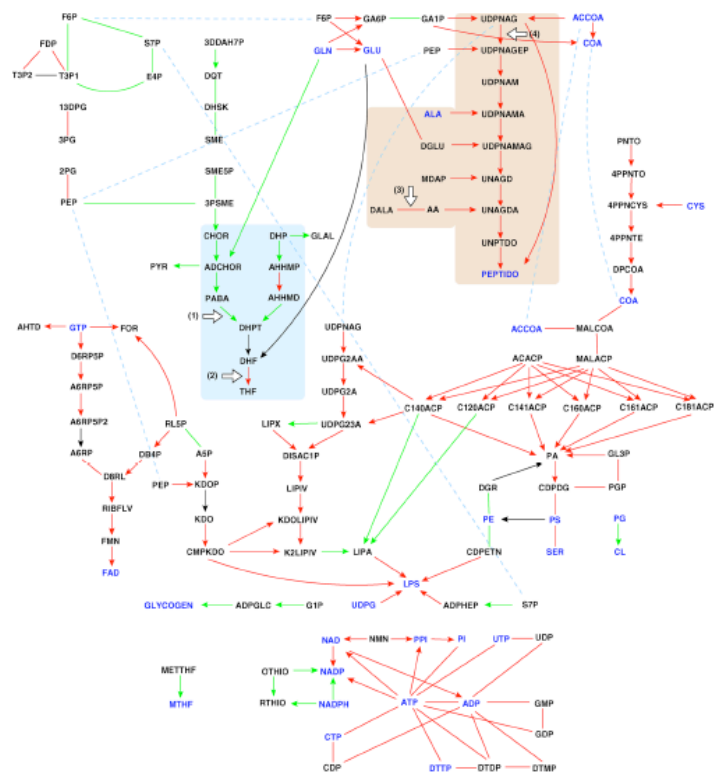 F6P F6P GA6P GA1P UDPNAG ACCOA
FDP S7P 3DDAH7P GLN GLU PEP UDPNAGEP (4) COA
T3P2 T3P1 E4P DQT UDPNAM
13DPG DHSK ALA UDPNAMA
3PG SME DGLU UDPNAMAG PNTO
2PG SME5P MDAP UNAGD 4PPNTO
PEP 3PSME (3) DALA AA UNAGDA 4PPNCYS CYS
CHOR DHP GLAL UNPTDO 4PPNTE
PYR ADCHOR AHHMP PEPTIDO DPCOA
PABA AHHMD COA
(1)
AHTD GTP FOR DHPT UDPNAG ACCOA MALCOA
D6RP5P DHF UDPG2AA ACACP MALACP
A6RP5P (2) THF UDPG2A
A6RP5P2 RL5P LIPX UDPG23A C140ACP C120ACP C141ACP C160ACP C161ACP C181ACP
A6RP DB4P A5P DISAC1P PA GL3P
DBRL PEP KDOP LIPIV DGR CDPDG PGP
RIBFLV KDO KDOLIPIV PE PS PG
FMN CMPKDO K2LIPIV LIPA CDPETN SER CL
FAD LPS
GLYCOGEN ADPGLC G1P UDPG ADPHEP S7P
NAD NMN PPI PI UTP UDP
METTHF OTHIO NADP
MTHF RTHIO NADPH ATP ADP GMP
CTP GDP
CDP DTTP DTDP DTMP